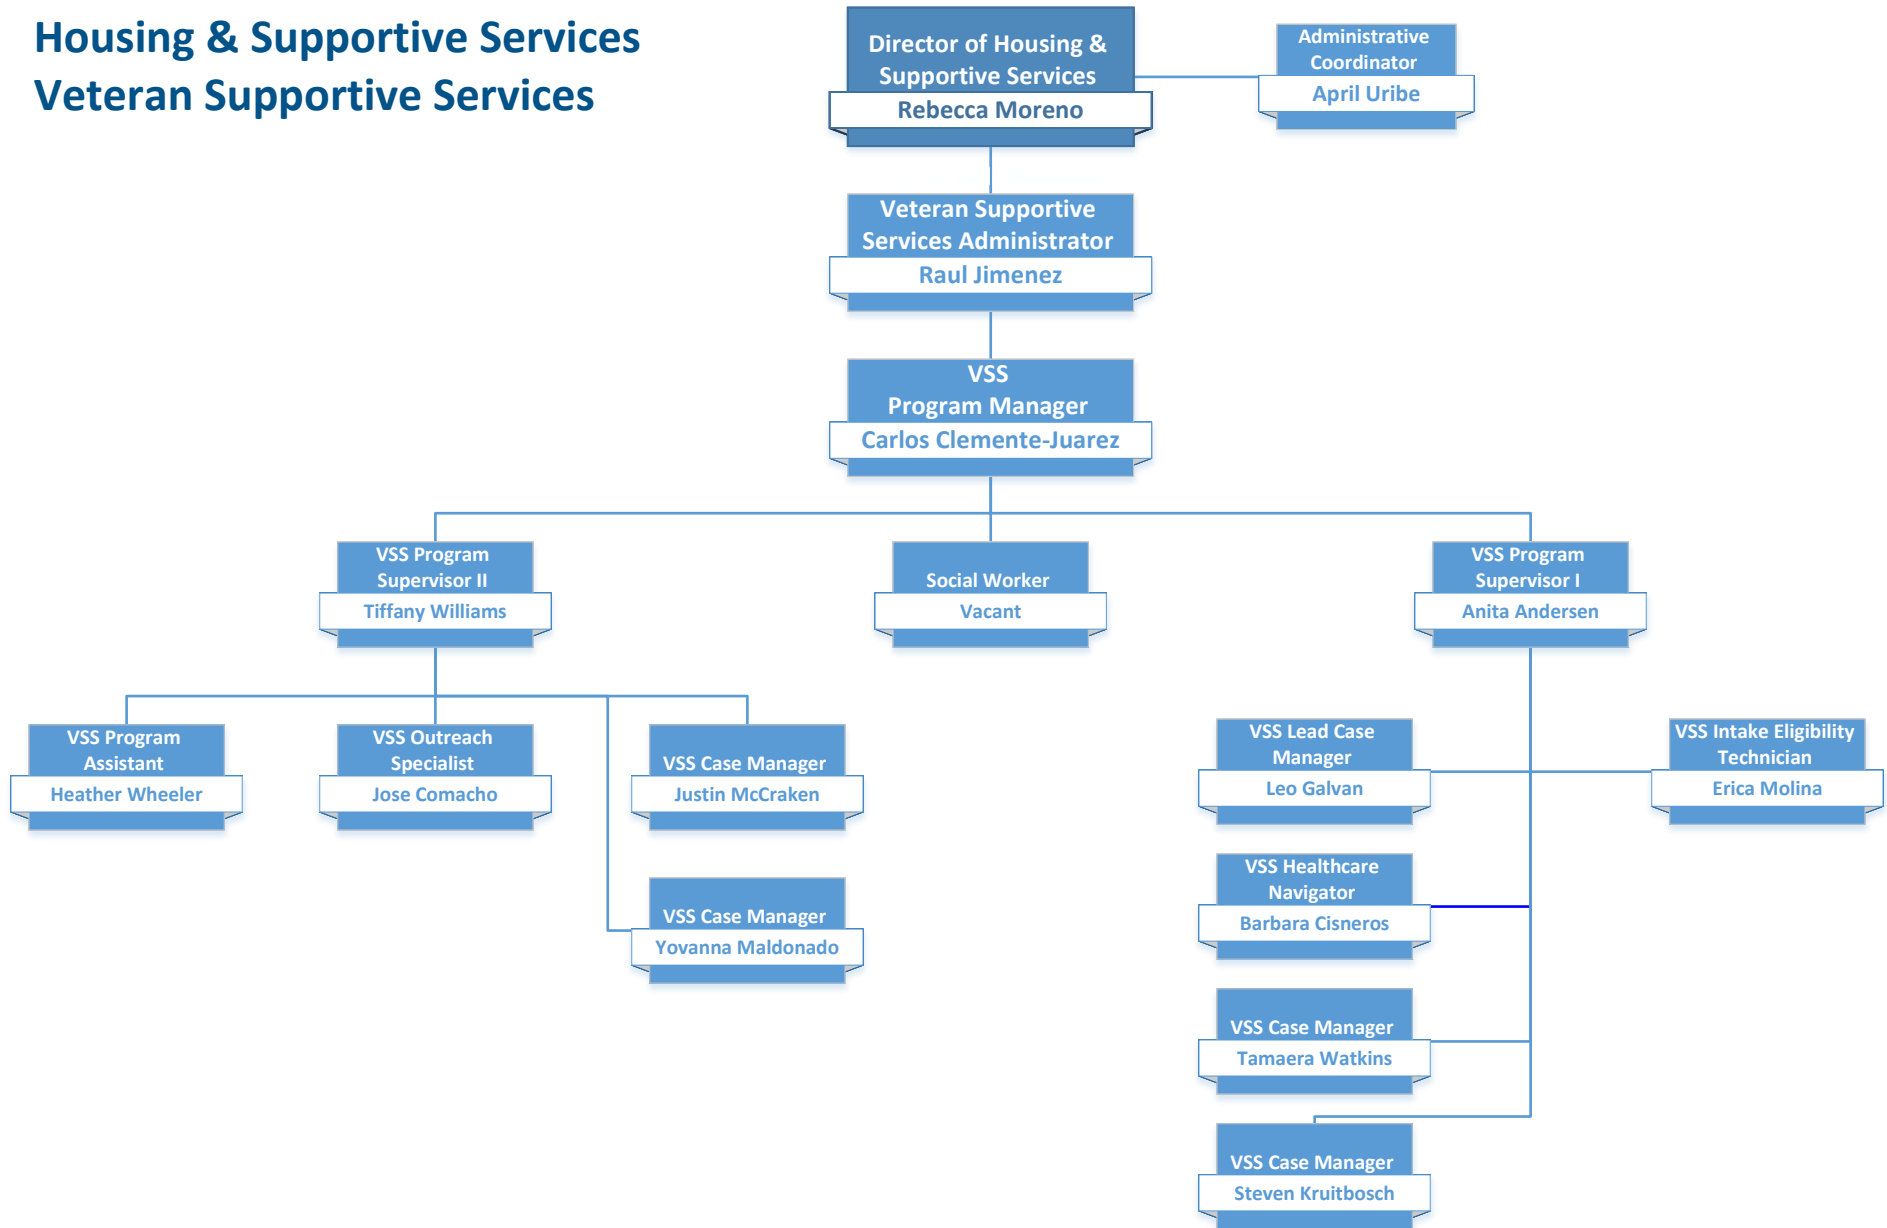 Housing & Supportive Services
Veteran Supportive Services
Director of Housing &
Supportive Services
Rebecca Moreno
Administrative
Coordinator
April Uribe
Veteran Supportive
Services Administrator
Raul Jimenez
VSS
Program Manager
Carlos Clemente-Juarez
VSS Program
Supervisor II
Tiffany Williams
Social Worker
Vacant
VSS Program
Supervisor I
Anita Andersen
VSS Program
Assistant
Heather Wheeler
VSS Outreach
Specialist
Jose Comacho
VSS Case Manager
Justin McCraken
VSS Case Manager
Yovanna Maldonado
VSS Lead Case
Manager
Leo Galvan
VSS Intake Eligibility
Technician
Erica Molina
VSS Healthcare
Navigator
Barbara Cisneros
VSS Case Manager
Tamaera Watkins
VSS Case Manager
Steven Kruitbosch